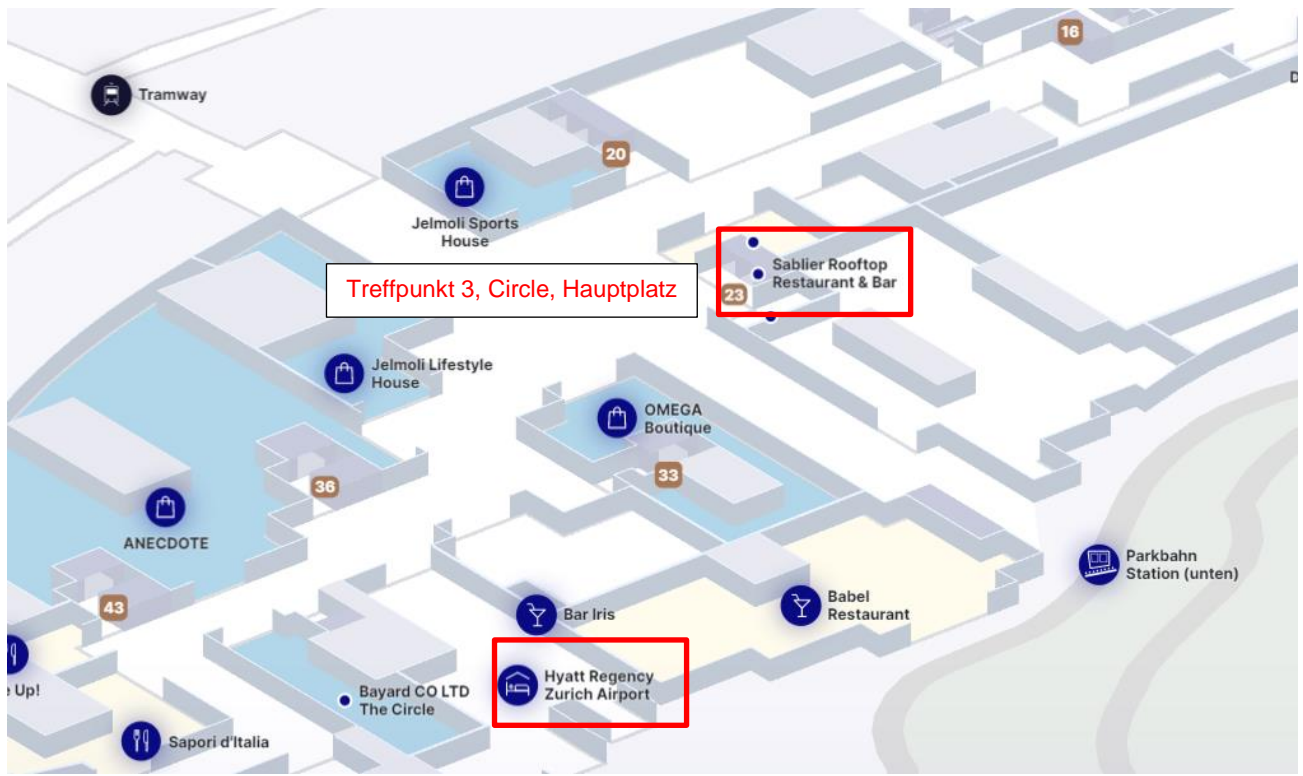 16
D
Tramway
20
Jelmoli Sports
House
Sablier Rooftop
Restaurant & Bar
Treffpunkt 3, Circle, Hauptplatz
23
Jelmoli Lifestyle
House
OMEGA
Boutique
33
36
ANECDOTE
Parkbahn
Station (unten)
43
Bar Iris
Babel
Restaurant
e Up!
Hyatt Regency
Zurich Airport
Bayard CO LTD
The Circle
Sapori d'Italia